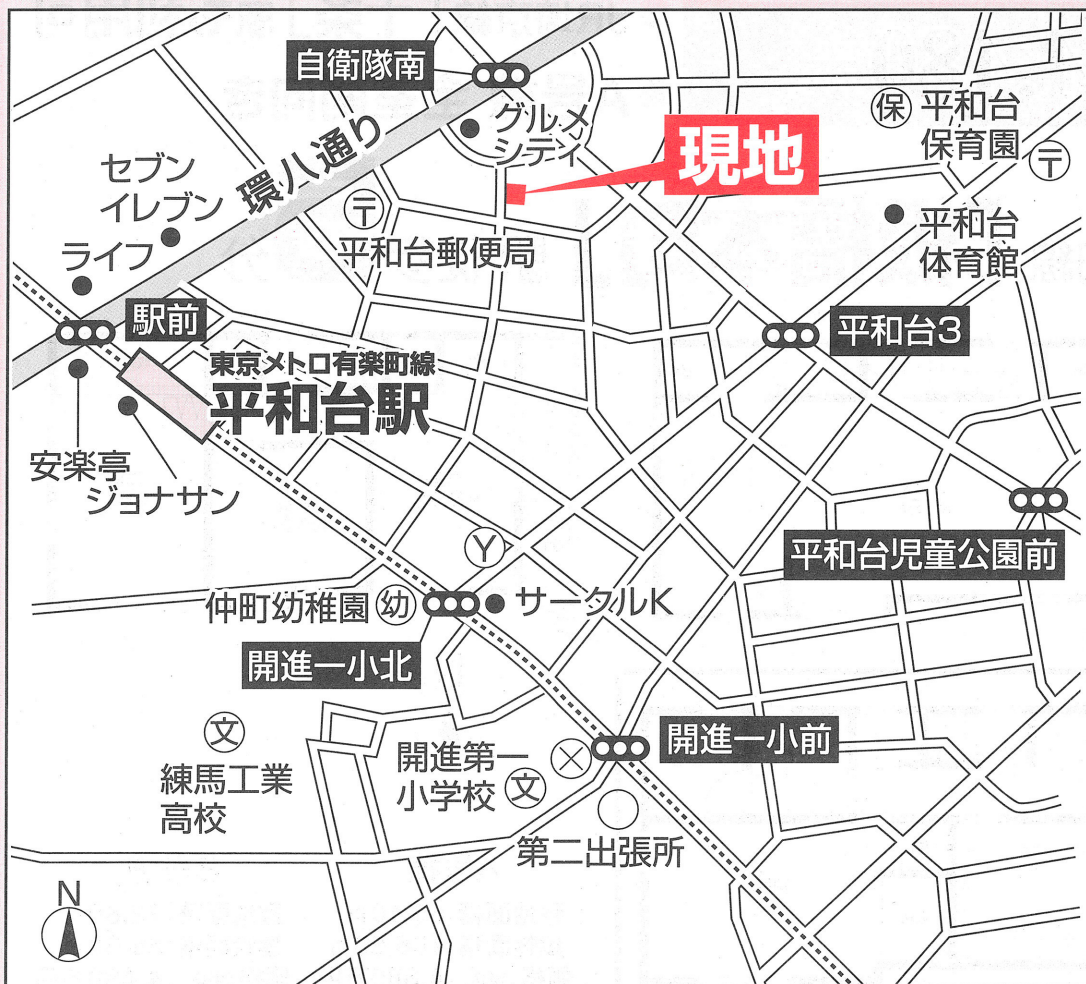 自衛隊南
グルメ
シティ
環八通り
現地
保
平和台
保育園
〒
セブン
イレブン
〒
平和台郵便局
平和台
体育館
ライフ
駅前
平和台3
東京メトロ有楽町線
平和台駅
安楽亭
ジョナサン
Y
平和台児童公園前
仲町幼稚園
幼
サークルK
開進一小北
文
練馬工業
高校
開進第一
小学校
文
開進一小前
第二出張所
N